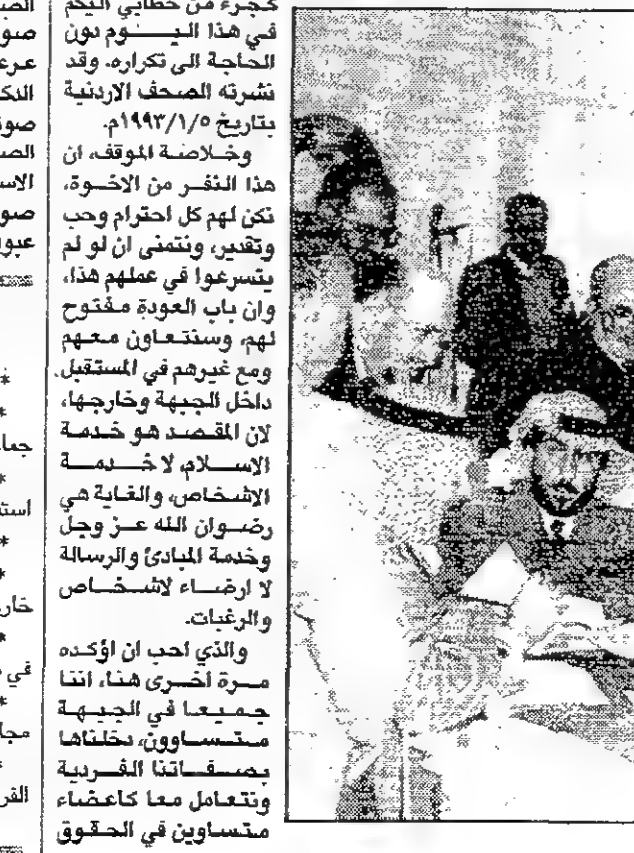 كجزء من خطابي اليكم
في هذا اليوم دون
الحاجة الى تكراره. وقد
نشرته الصحف الاردنية
بتاريخ ١٩٩٣/١/٥م.
وخلاصة الموقف، ان
هذا النفر من الاخوة،
نكن لهم كل احترام وحب
وتقدير، ونتمنى ان لو لم
يتسرعوا في عملهم هذا،
وان باب العودة مفتوح
لهم، وسنتعاون معهم
ومع غيرهم في المستقبل.
داخل الجبهة وخارجها،
لان المقصد هو خدمة
الاسلام، لا خدمة
الاشخاص، والغاية هي
رضوان الله عز وجل
وخدمة المبادئ والرسالة
لا ارضاء لاشخاص
والرغبات.
والذي احب ان اؤكده
مرة اخرى هنا، اننا
جميعا في الجبهة
متساوون، دخلناها
بصفاتنا الفردية
ونتعامل معا كاعضاء
متساوين في الحقوق